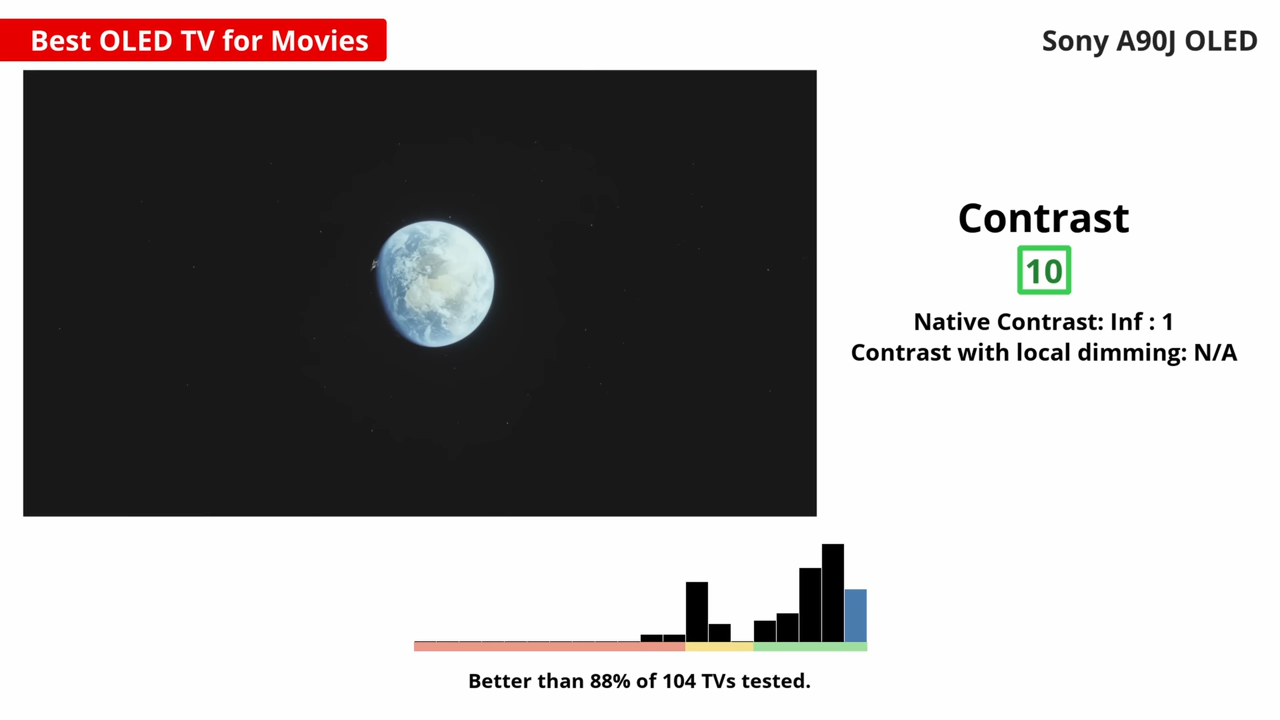 Best OLED TV for Movies
Sony A90J OLED
Contrast
10
Native Contrast: Inf : 1
Contrast with local dimming: N/A
Better than 88% of 104 TVs tested.